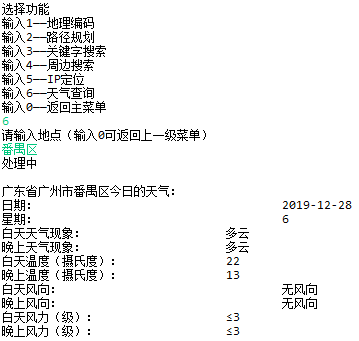 选择功能
输入1——地理编码
输入2——路径规划
输入3——关键字搜索
输入4——周边搜索
输入5——IP定位
输入6——天气查询
输入0——返回主菜单
6
请输入地点（输入0可返回上一级菜单）
番禺区
处理中
广东省广州市番禺区今日的天气：
日期： 2019-12-28
星期： 6
白天天气现象： 多云
晚上天气现象： 多云
白天温度（摄氏度）： 22
晚上温度（摄氏度）： 13
白天风向： 无风向
晚上风向： 无风向
白天风力（级）： ≤3
晚上风力（级）： ≤3